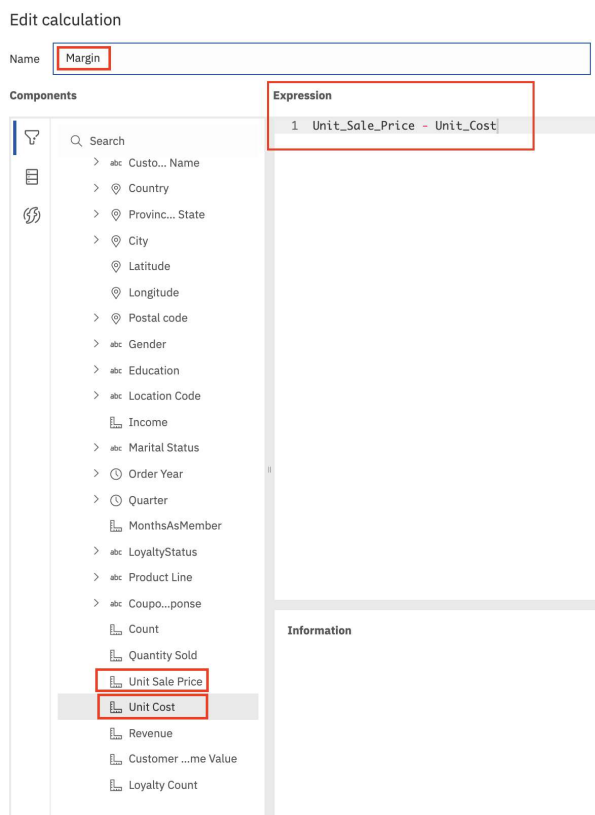 Edit calculation
Name Margin
Components
Expression
1 Unit_Sale_Price - Unit_Cost
Search
abc Custo... Name
Country
Provinc... State
City
Latitude
Longitude
Postal code
abc Gender
abc Education
abc Location Code
Income
abc Marital Status
Order Year
Quarter
MonthsAsMember
abc LoyaltyStatus
abc Product Line
abc Coupo...ponse
Count
Quantity Sold
Unit Sale Price
Unit Cost
Revenue
Customer ...me Value
Loyalty Count
Information